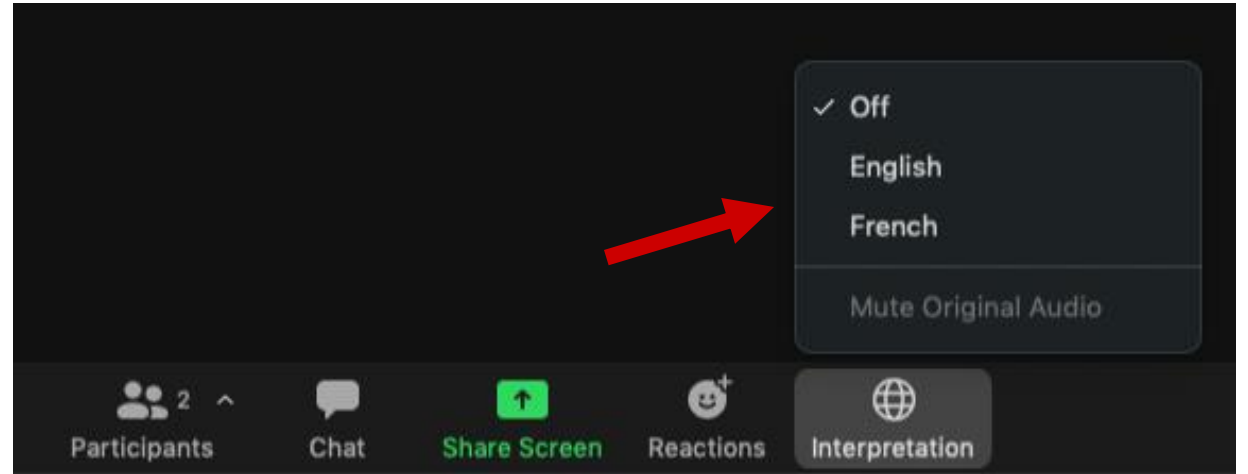 Off
English
French
Mute Original Audio
2
Participants
Chat
Share Screen
Reactions
Interpretation